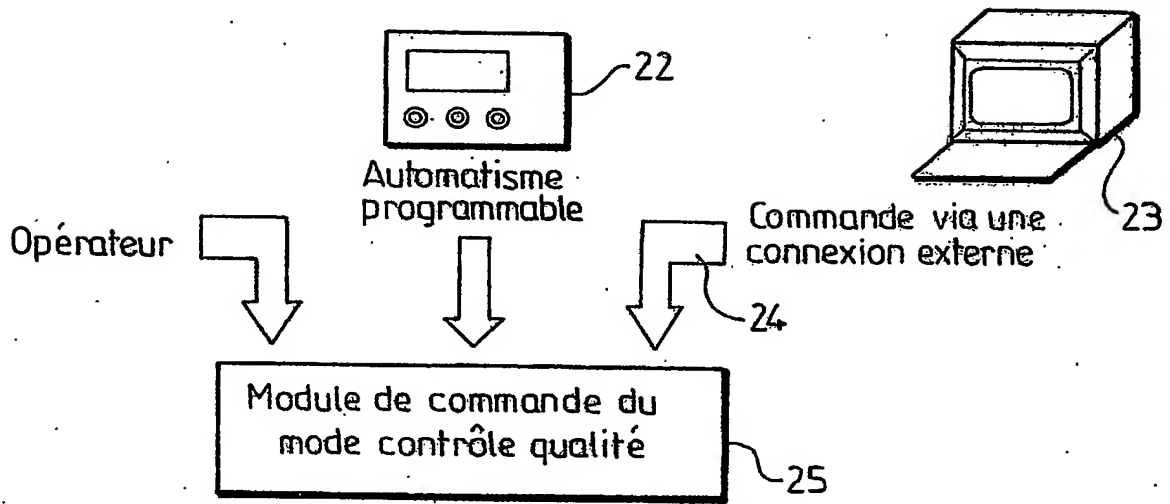 22
Automatisme
programmable
Opérateur
Commande via une
connexion externe
23
24
Module de commande du
mode contrôle qualité
25